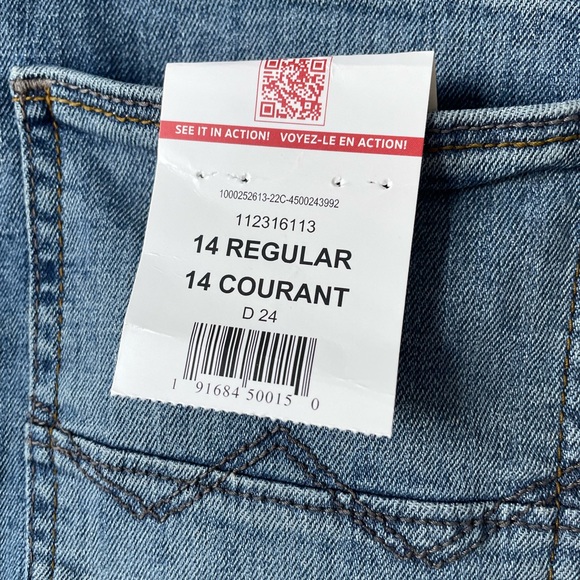 SEE IT IN ACTION! VOYEZ-LE EN ACTION!
1000252613-22C-4500243992
112316113
14 REGULAR
14 COURANT
D 24
1 91684 50015 0